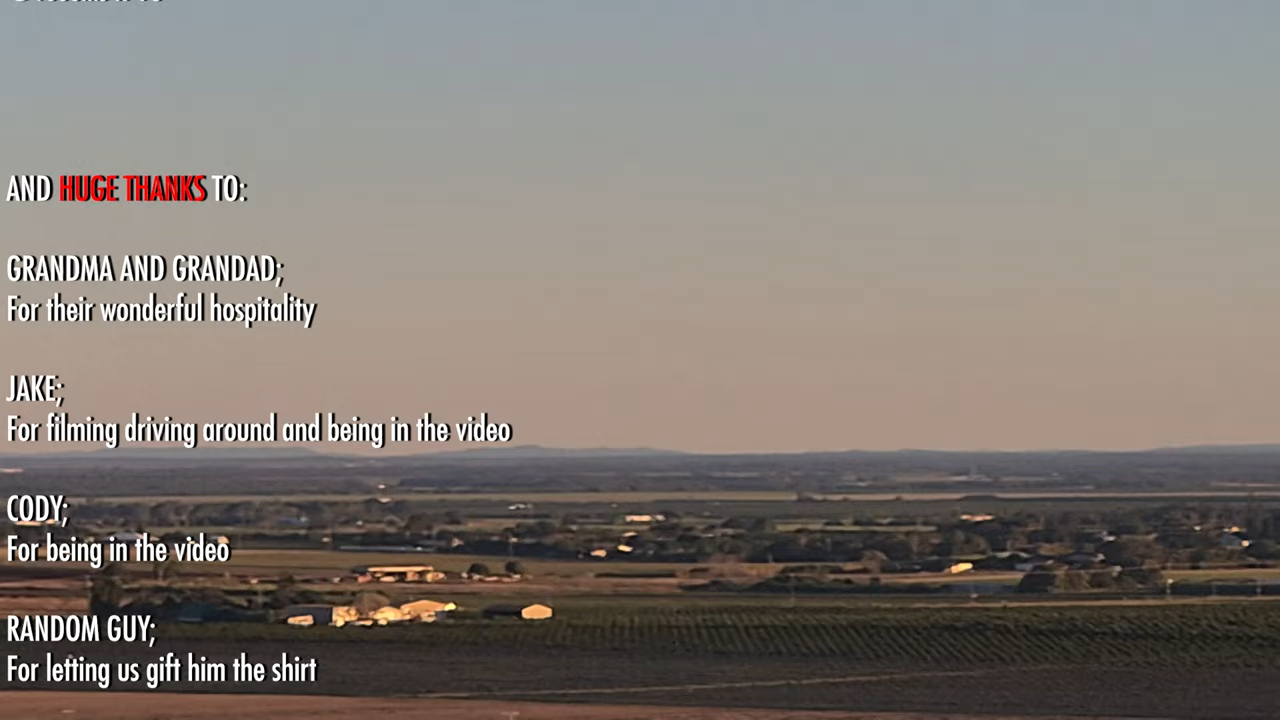 AND HUGE THANKS TO:
GRANDMA AND GRANDAD;
For their wonderful hospitality
JAKE;
For filming driving around and being in the video
CODY;
For being in the video
RANDOM GUY;
For letting us gift him the shirt